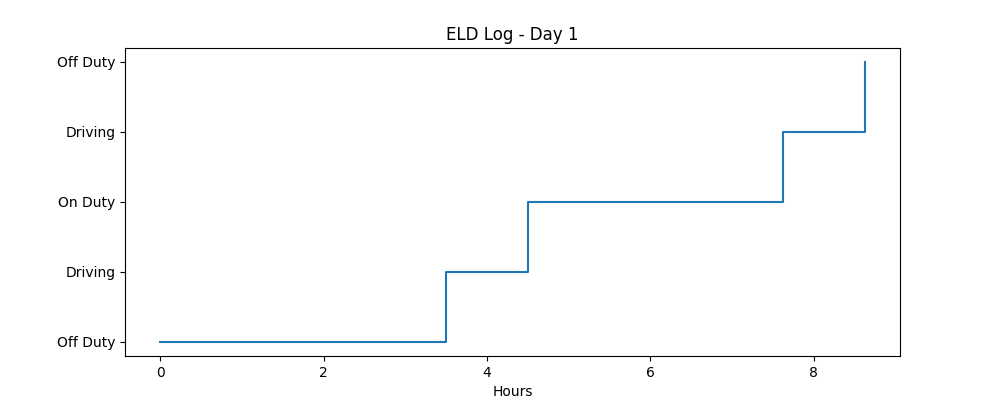 ELD Log - Day 1
Off Duty
Driving
On Duty
Driving
Off Duty
0 2 4 6 8
Hours